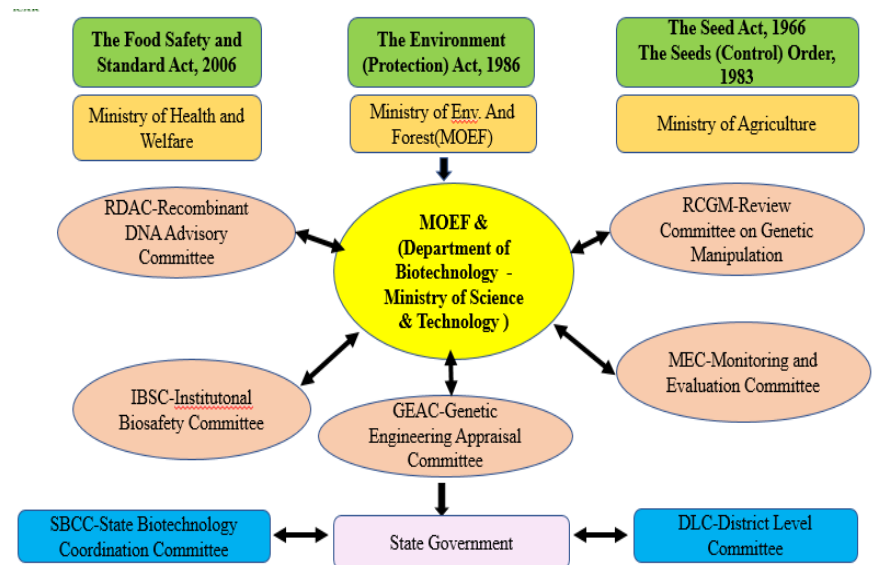 The Food Safety and
Standard Act, 2006
The Environment
(Protection) Act, 1986
The Seed Act, 1966
The Seeds (Control) Order,
1983
Ministry of Health and
Welfare
Ministry of Env. And
Forest(MOEF)
Ministry of Agriculture
RDAC-Recombinant
DNA Advisory
Committee
MOEF &
(Department of
Biotechnology -
Ministry of Science
& Technology )
RCGM-Review
Committee on Genetic
Manipulation
IBSC-Institutonal
Biosafety Committee
GEAC-Genetic
Engineering Appraisal
Committee
MEC-Monitoring and
Evaluation Committee
SBCC-State Biotechnology
Coordination Committee
State Government
DLC-District Level
Committee